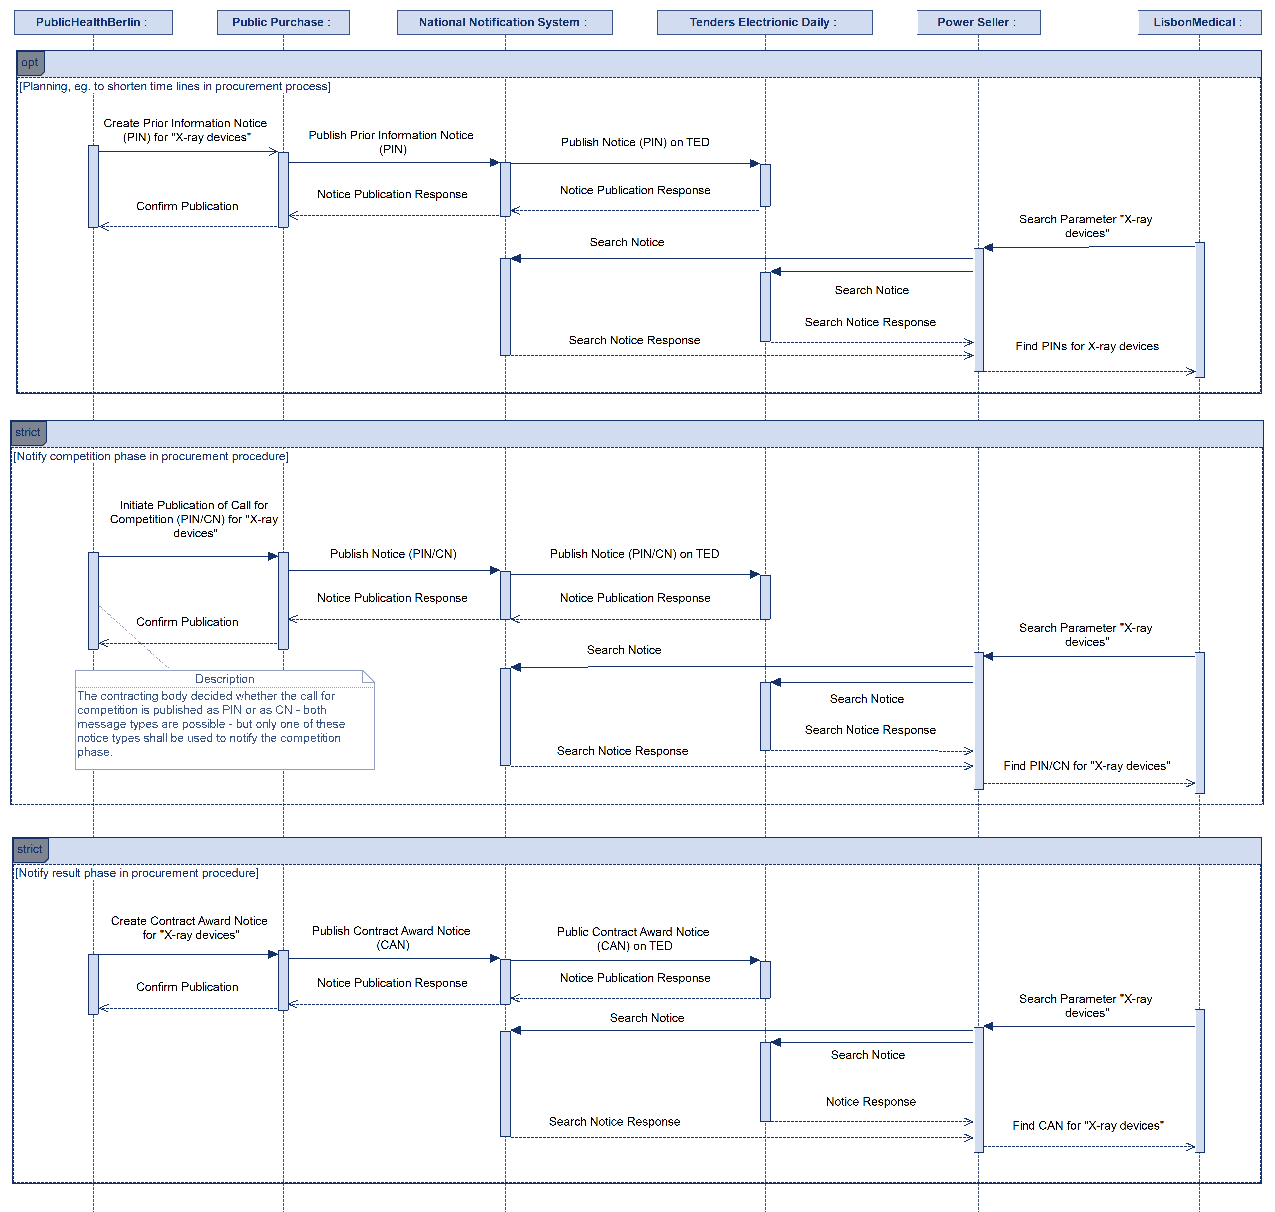 PublicHealthBerlin :
Public Purchase :
National Notification System :
Tenders Electrionic Daily :
Power Seller :
LisbonMedical :
opt
[Planning, eg. to shorten time lines in procurement process]
Create Prior Information Notice
(PIN) for "X-ray devices"
Publish Prior Information Notice
(PIN)
Publish Notice (PIN) on TED
Confirm Publication
Notice Publication Response
Notice Publication Response
Search Parameter "X-ray
devices"
Search Notice
Search Notice
Search Notice Response
Search Notice Response
Find PINs for X-ray devices
strict
[Notify competition phase in procurement procedure]
Initiate Publication of Call for
Competition (PIN/CN) for "X-ray
devices"
Publish Notice (PIN/CN)
Publish Notice (PIN/CN) on TED
Notice Publication Response
Notice Publication Response
Confirm Publication
Search Parameter "X-ray
devices"
Search Notice
Description
The contracting body decided whether the call for
competition is published as PIN or as CN - both
message types are possible - but only one of these
notice types shall be used to notify the competition
phase.
Search Notice
Search Notice Response
Search Notice Response
Find PIN/CN for "X-ray devices"
strict
[Notify result phase in procurement procedure]
Create Contract Award Notice
for "X-ray devices"
Publish Contract Award Notice
(CAN)
Public Contract Award Notice
(CAN) on TED
Confirm Publication
Notice Publication Response
Notice Publication Response
Search Parameter "X-ray
devices"
Search Notice
Search Notice
Notice Response
Search Notice Response
Find CAN for "X-ray devices"